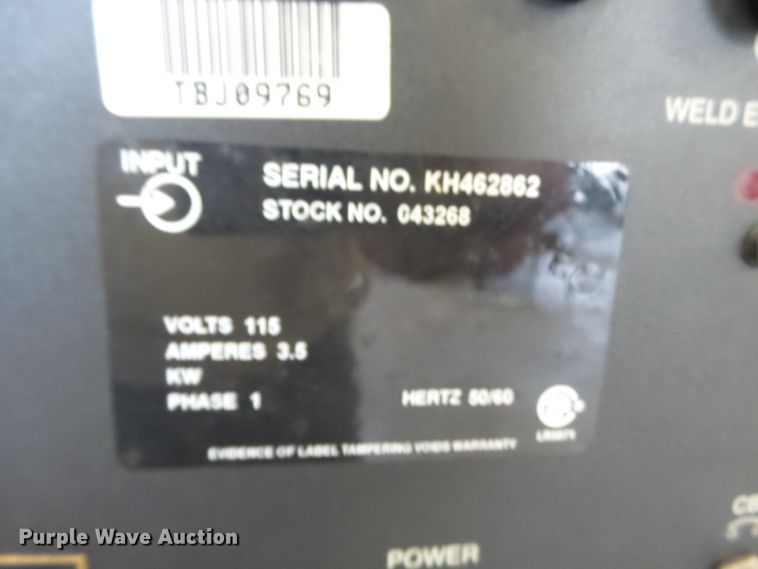 TBJ09769
WELD E
INPUT
SERIAL NO. KH462862
STOCK NO. 043268
VOLTS 115
AMPERES 3.5
KW
PHASE 1
HERTZ 50/60
EVIDENCE OF LABEL TAMPERING VOIDS WARRANTY
POWER
Purple Wave Auction